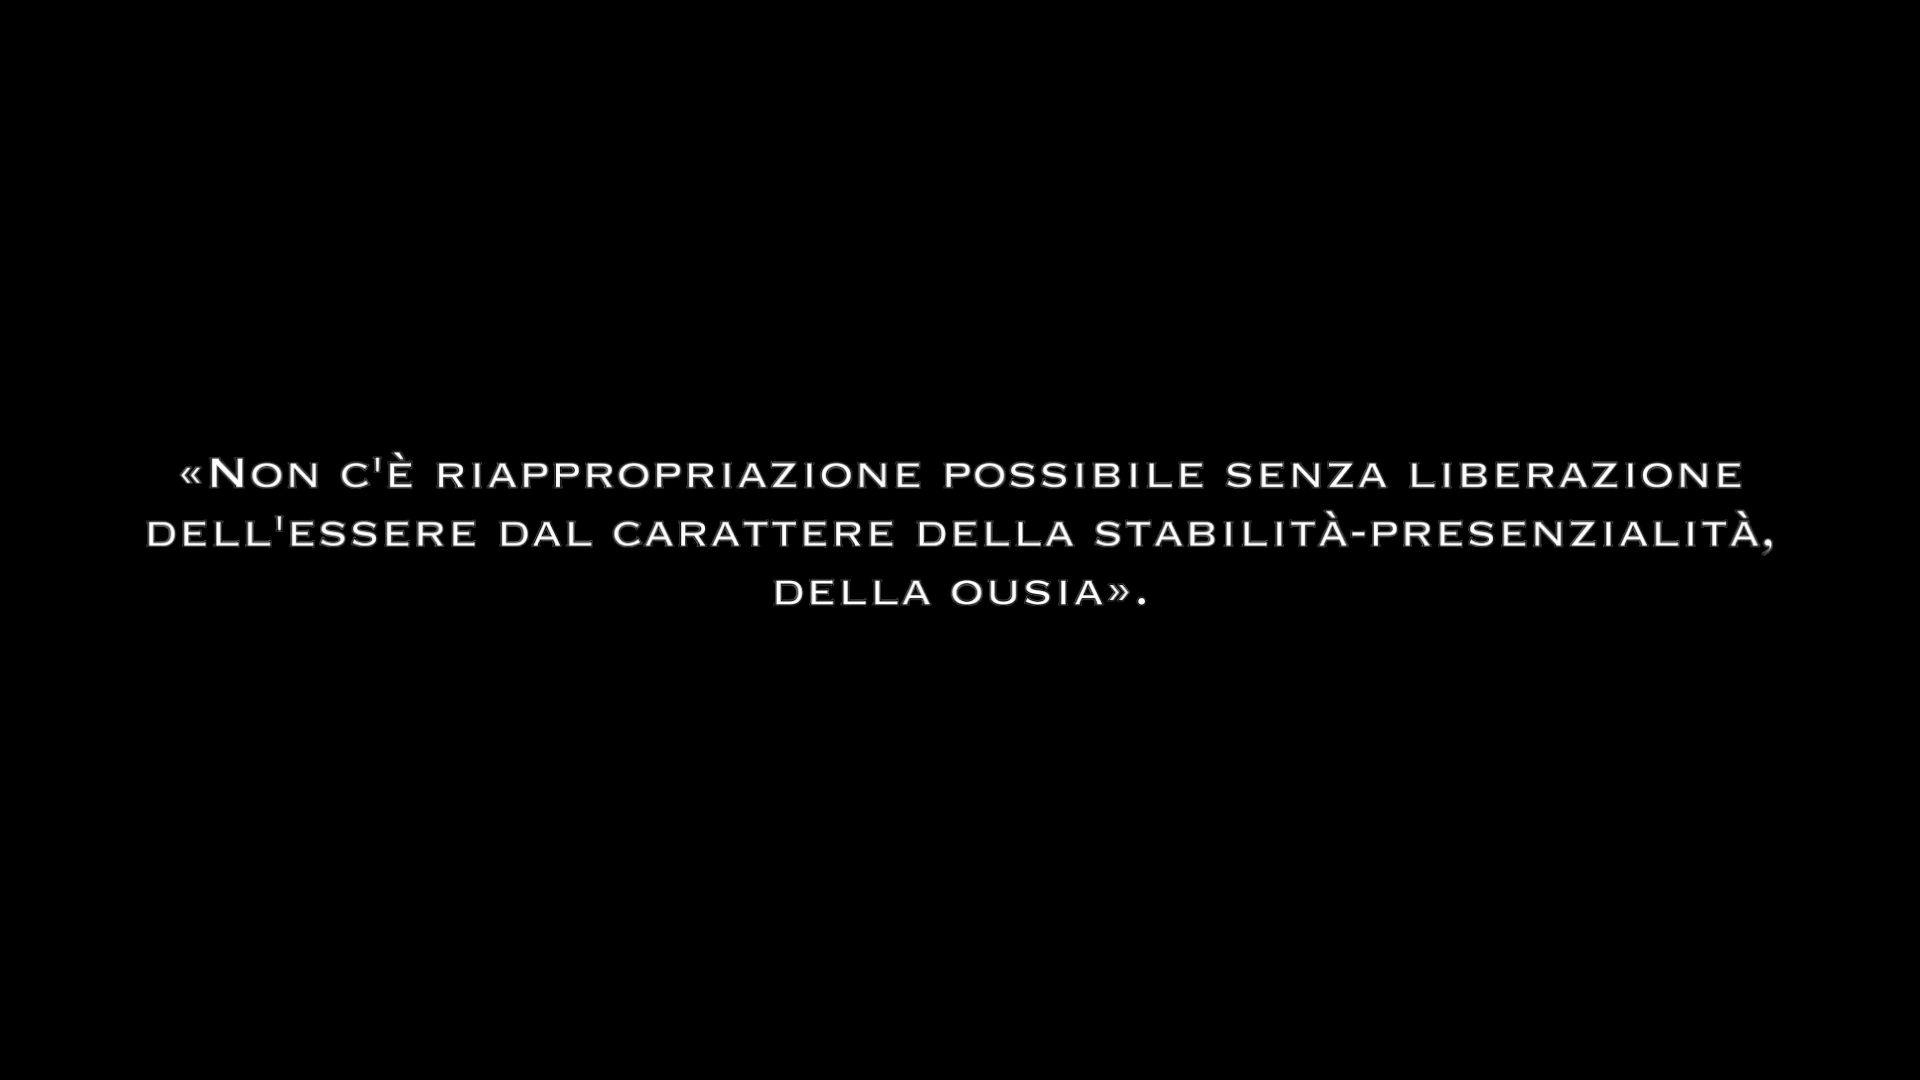 «Non c'è riappropriazione possibile senza liberazione
dell'essere dal carattere della stabilità-presenzialità,
della ousia».